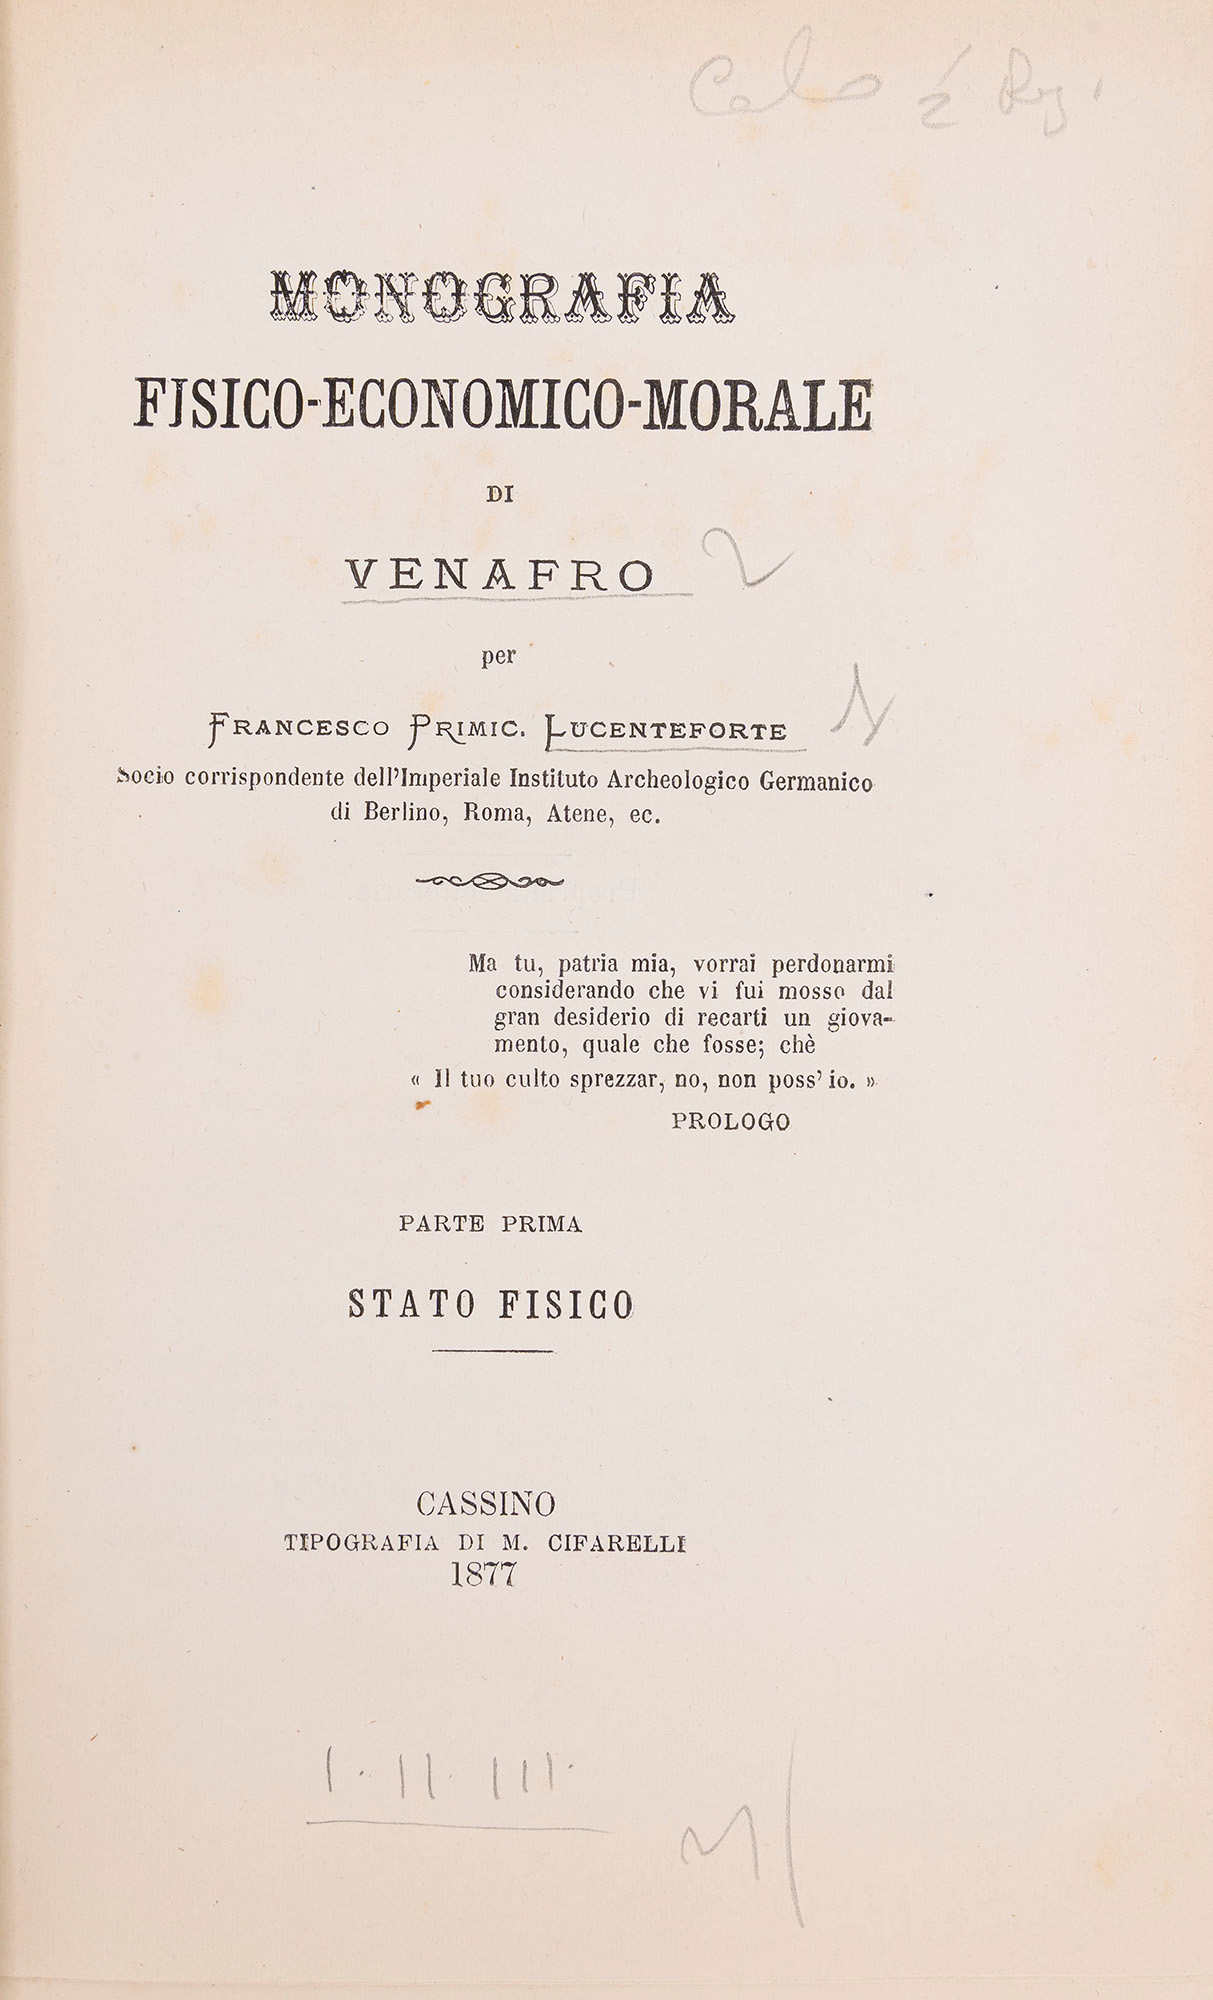 MONOGRAFIA
FISICO-ECONOMICO-MORALE
DI
VENAFRO
per
FRANCESCO PRIMIC. LUCENTEFORTE
Socio corrispondente dell'Imperiale Instituto Archeologico Germanico
di Berlino, Roma, Atene, ec.
Ma tu, patria mia, vorrai perdonarmi
considerando che vi fui mosso dal
gran desiderio di recarti un giova-
mento, quale che fosse; chè
« Il tuo culto sprezzar, no, non poss' io. »
PROLOGO
PARTE PRIMA
STATO FISICO
CASSINO
TIPOGRAFIA DI M. CIFARELLI
1877
I · II · III ·